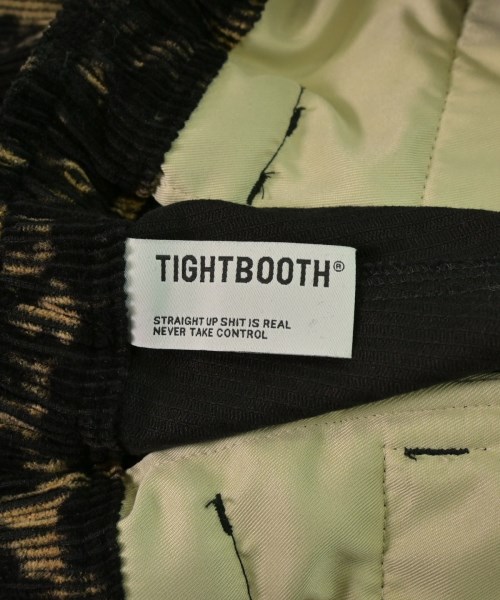 TIGHTBOOTH®
STRAIGHT UP SHIT IS REAL
NEVER TAKE CONTROL